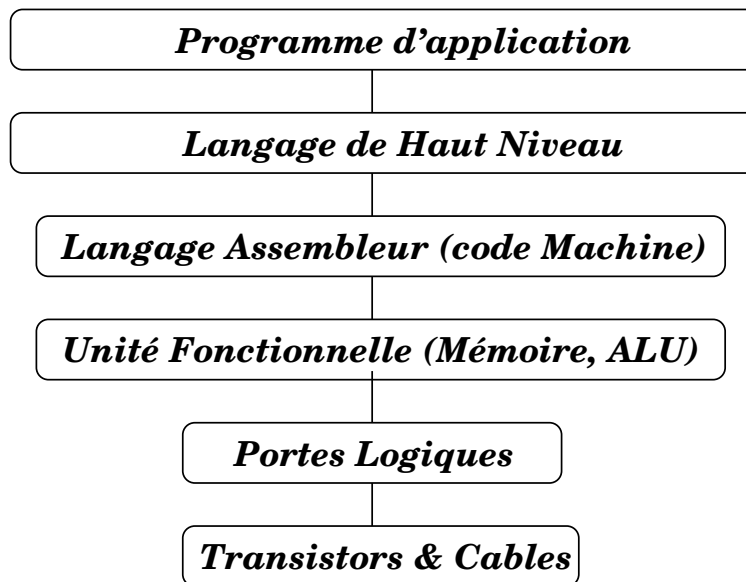 Programme d’application
Langage de Haut Niveau
Langage Assembleur (code Machine)
Unité Fonctionnelle (Mémoire, ALU)
Portes Logiques
Transistors & Cables